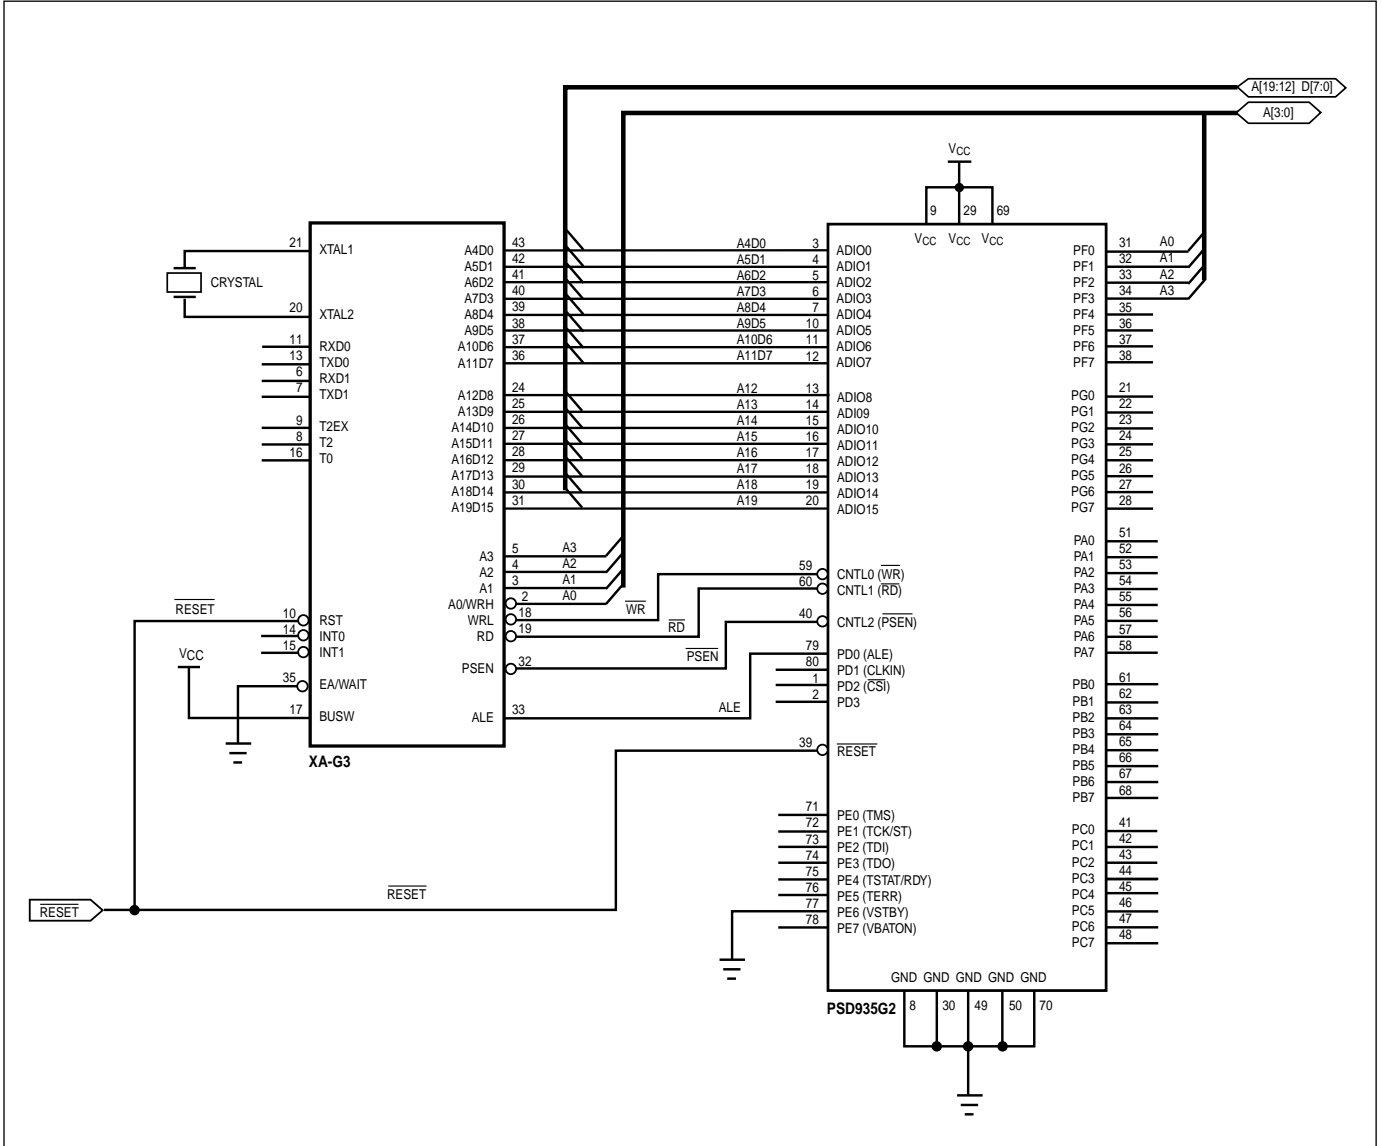 A[19:12] D[7:0]
A[3:0]
VCC
9 29 69
VCC VCC VCC
21 XTAL1
CRYSTAL
20 XTAL2
11 RXD0
13 TXD0
6 RXD1
7 TXD1
9 T2EX
8 T2
16 T0
RESET
10 RST
14 INT0
15 INT1
VCC
35 EA/WAIT
17 BUSW
A4D0 43
A5D1 42
A6D2 41
A7D3 40
A8D4 39
A9D5 38
A10D6 37
A11D7 36
A12D8 24
A13D9 25
A14D10 26
A15D11 27
A16D12 28
A17D13 29
A18D14 30
A19D15 31
A3 5 A3
A2 4 A2
A1 3 A1
A0/WRH 2 A0
WRL 18 WR
RD 19 RD
PSEN 32 PSEN
ALE 33 ALE
XA-G3
A4D0 3 ADIO0
A5D1 4 ADIO1
A6D2 5 ADIO2
A7D3 6 ADIO3
A8D4 7 ADIO4
A9D5 10 ADIO5
A10D6 11 ADIO6
A11D7 12 ADIO7
A12 13 ADIO8
A13 14 ADI09
A14 15 ADIO10
A15 16 ADIO11
A16 17 ADIO12
A17 18 ADIO13
A18 19 ADIO14
A19 20 ADIO15
59 CNTL0 (WR)
60 CNTL1 (RD)
40 CNTL2 (PSEN)
79 PD0 (ALE)
80 PD1 (CLKIN)
1 PD2 (CSI)
2 PD3
39 RESET
71 PE0 (TMS)
72 PE1 (TCK/ST)
73 PE2 (TDI)
74 PE3 (TDO)
75 PE4 (TSTAT/RDY)
76 PE5 (TERR)
77 PE6 (VSTBY)
78 PE7 (VBATON)
PF0 31 A0
PF1 32 A1
PF2 33 A2
PF3 34 A3
PF4 35
PF5 36
PF6 37
PF7 38
PG0 21
PG1 22
PG2 23
PG3 24
PG4 25
PG5 26
PG6 27
PG7 28
PA0 51
PA1 52
PA2 53
PA3 54
PA4 55
PA5 56
PA6 57
PA7 58
PB0 61
PB1 62
PB2 63
PB3 64
PB4 65
PB5 66
PB6 67
PB7 68
PC0 41
PC1 42
PC2 43
PC3 44
PC4 45
PC5 46
PC6 47
PC7 48
RESET
RESET
GND GND GND GND GND
PSD935G2
8 30 49 50 70